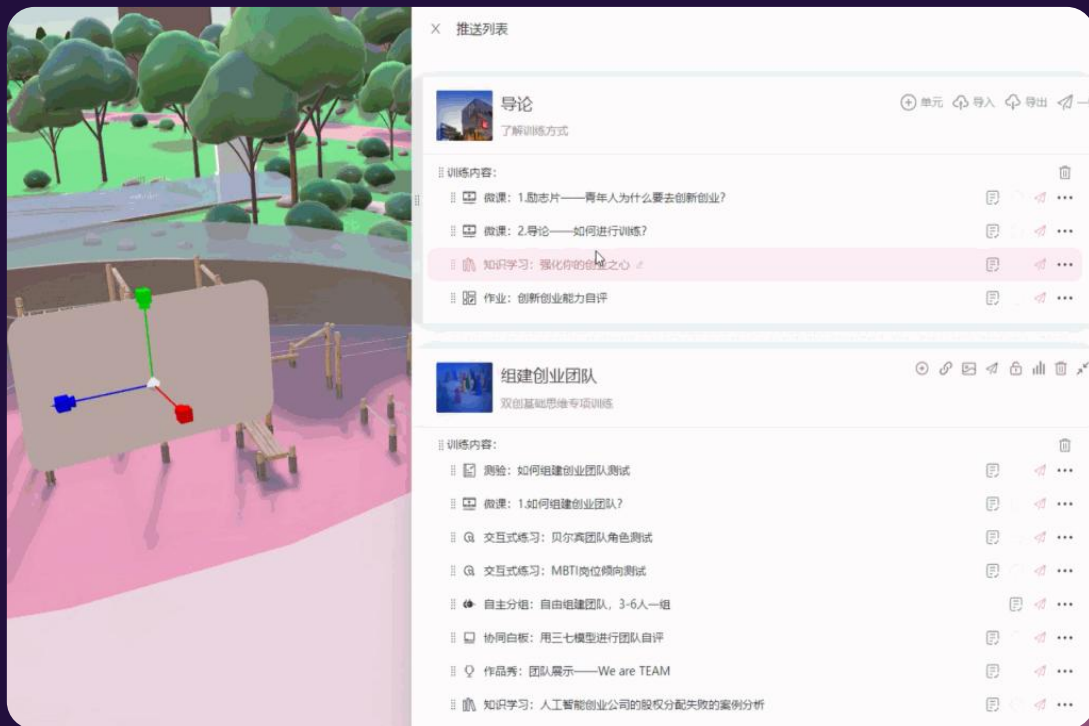 × 推送列表
导论
单元 导入 导出
了解训练方式
训练内容:
微课: 1.励志片——青年人为什么要去创新创业?
微课: 2.导论——如何进行训练?
知识学习: 强化你的创业之心
作业: 创新创业能力自评
组建创业团队
双创基础思维专项训练
训练内容:
测验: 如何组建创业团队测试
微课: 1.如何组建创业团队?
交互式练习: 贝尔宾团队角色测试
交互式练习: MBTI岗位倾向测试
自主分组: 自由组建团队, 3-6人一组
协同白板: 用三七模型进行团队自评
作品秀: 团队展示——We are TEAM
知识学习: 人工智能创业公司的股权分配失败的案例分析